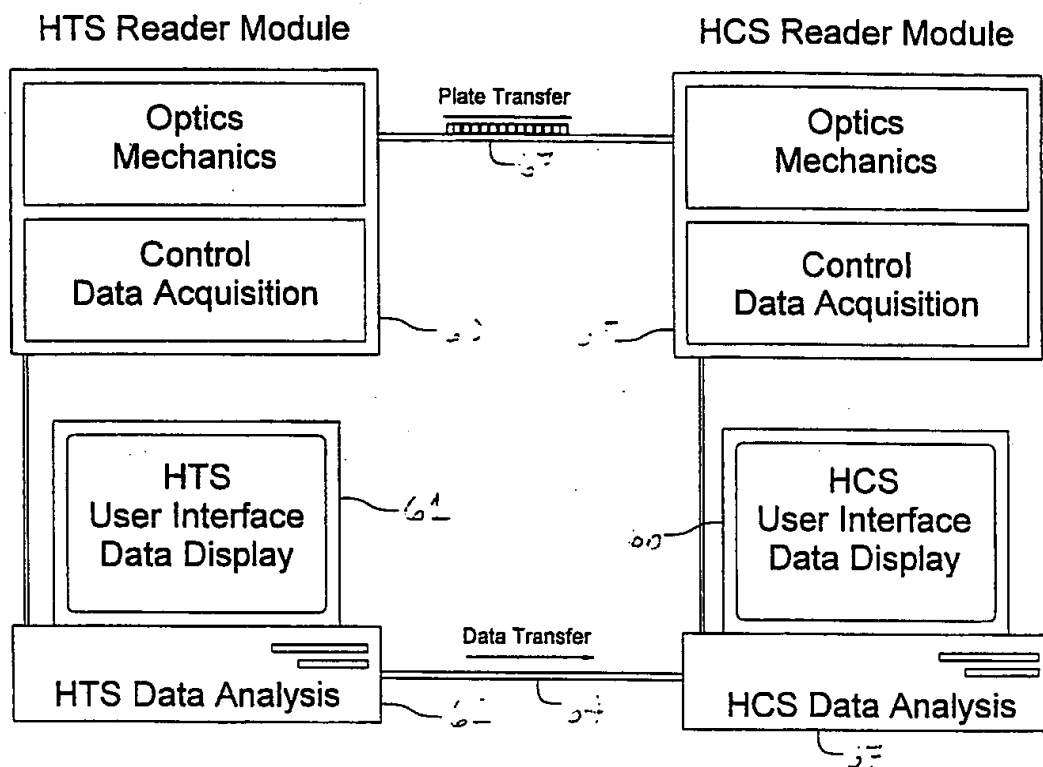 HTS Reader Module
HCS Reader Module
Optics
Mechanics
Plate Transfer
Optics
Mechanics
Control
Data Acquisition
Control
Data Acquisition
HTS
User Interface
Data Display
61
HCS
User Interface
Data Display
Data Transfer
HTS Data Analysis
HCS Data Analysis